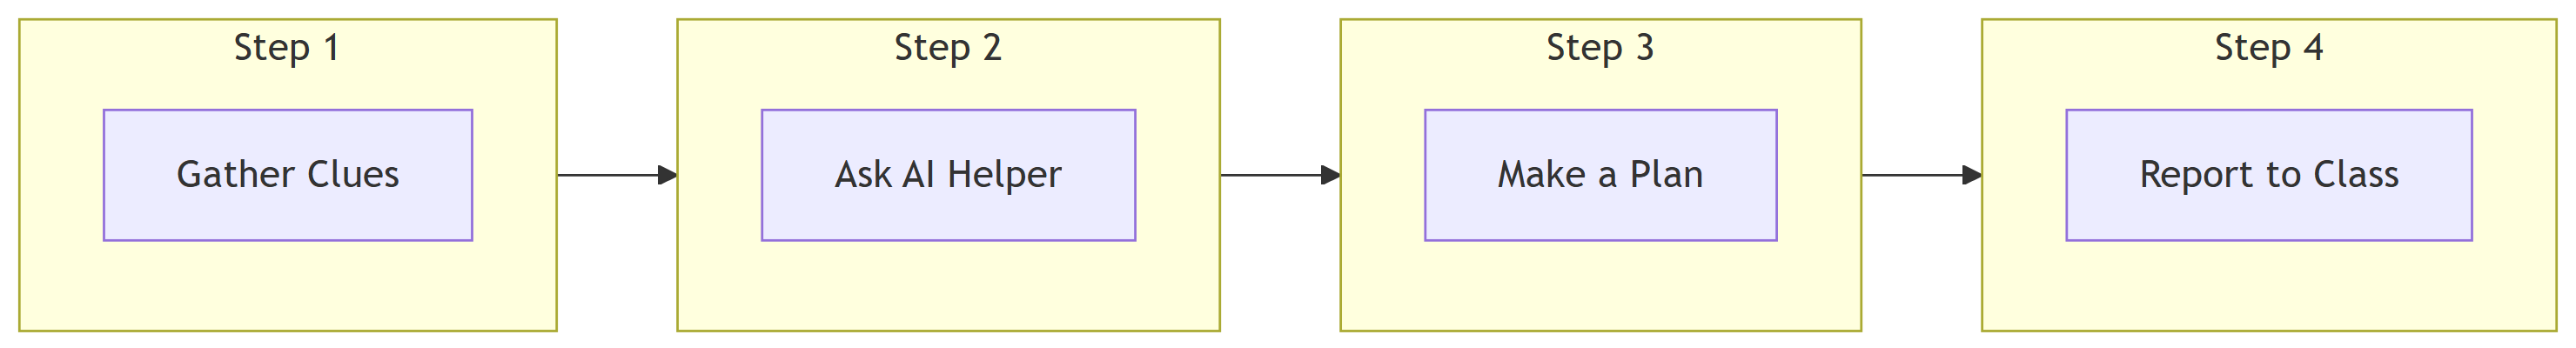 Step 1
Gather Clues
Step 2
Ask AI Helper
Step 3
Make a Plan
Step 4
Report to Class